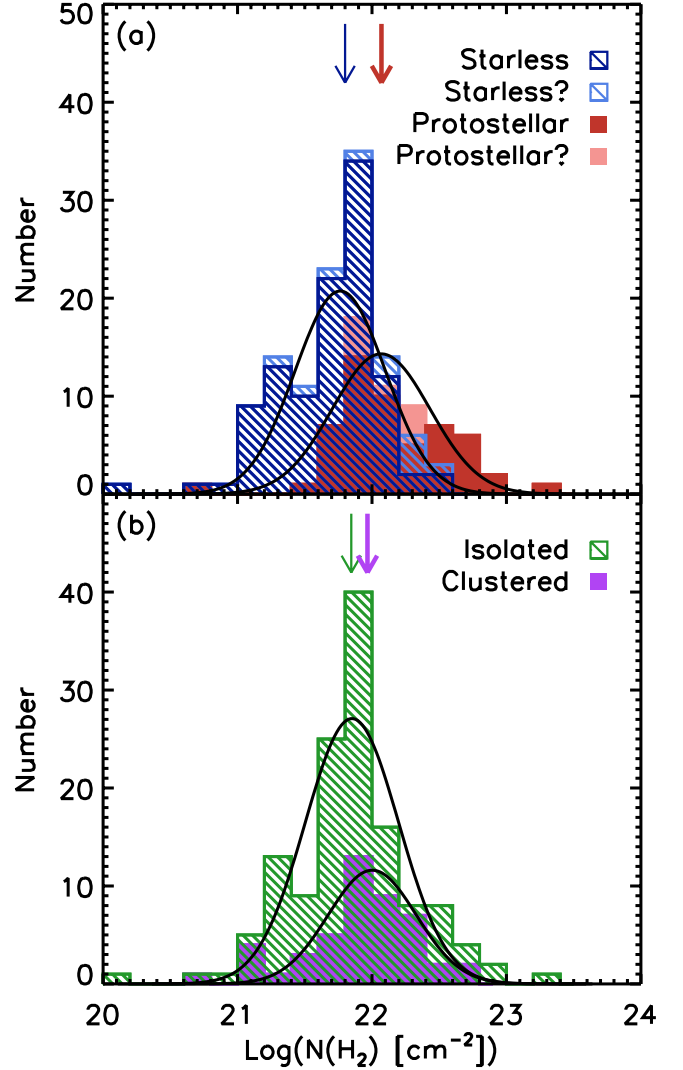 50
(a)
Starless
Starless?
40
Protostellar
Protostellar?
30
Number
20
10
0
(b)
Isolated
Clustered
40
30
Number
20
10
0
20 21 22 23 24
Log(N(H₂) [cm⁻²])